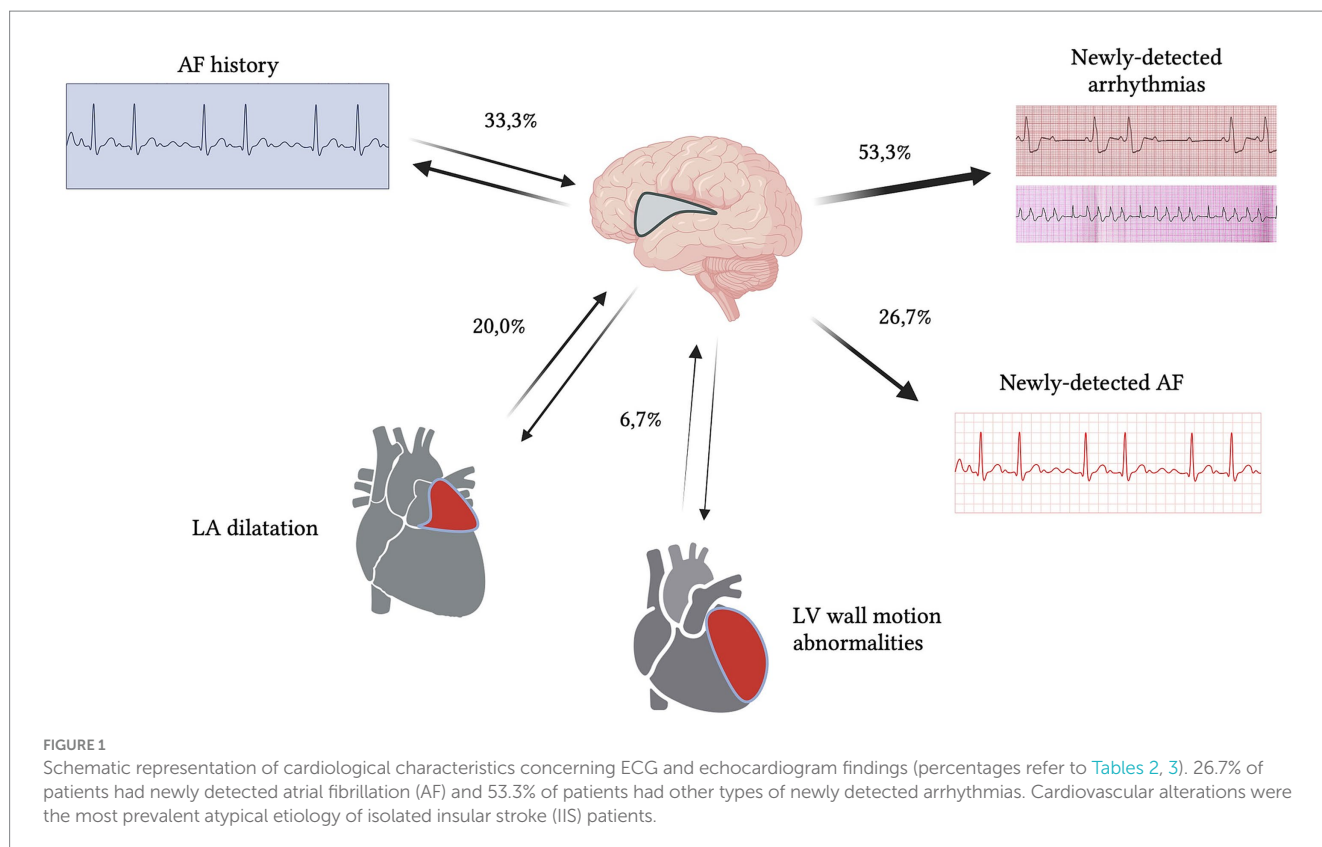 AF history
33,3%
Newly-detected
arrhythmias
53,3%
20,0%
26,7%
6,7%
Newly-detected AF
LA dilatation
LV wall motion
abnormalities
FIGURE 1
Schematic representation of cardiological characteristics concerning ECG and echocardiogram findings (percentages refer to Tables 2, 3). 26.7% of
patients had newly detected atrial fibrillation (AF) and 53.3% of patients had other types of newly detected arrhythmias. Cardiovascular alterations were
the most prevalent atypical etiology of isolated insular stroke (IIS) patients.